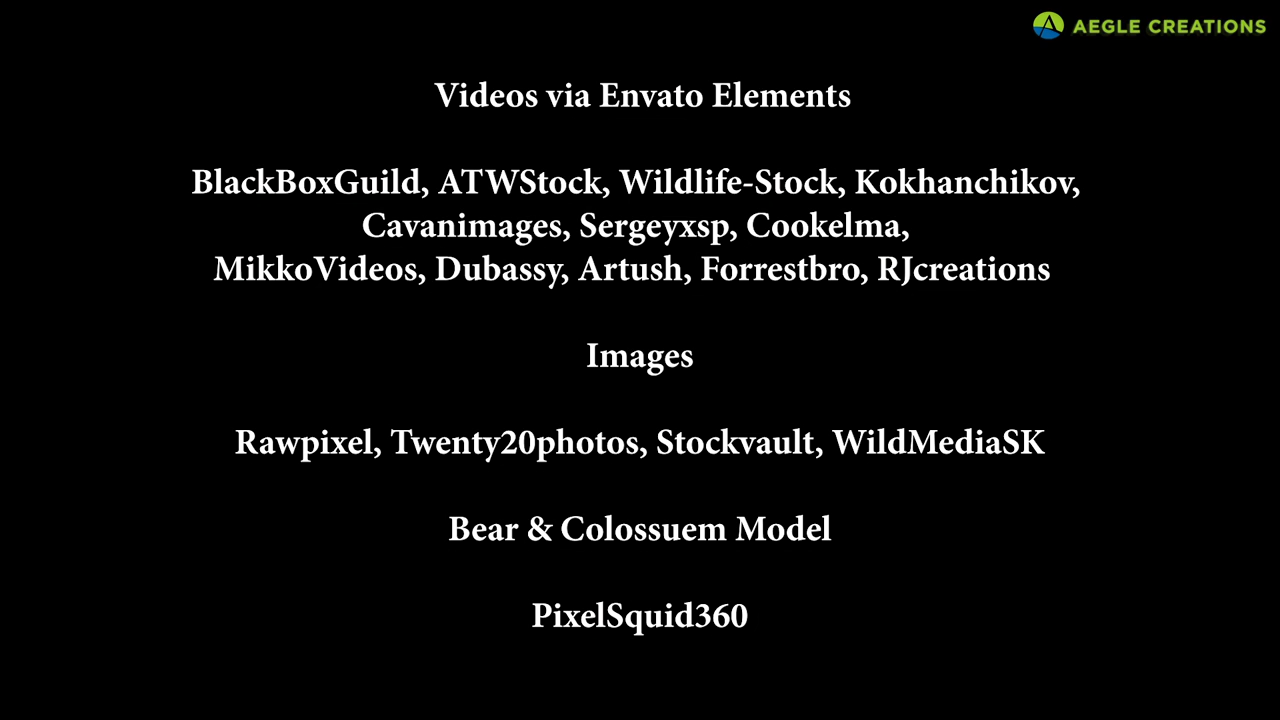 AEGLE CREATIONS
Videos via Envato Elements
BlackBoxGuild, ATWStock, Wildlife-Stock, Kokhanchikov,
Cavanimages, Sergeyxsp, Cookelma,
MikkoVideos, Dubassy, Artush, Forrestbro, RJcreations
Images
Rawpixel, Twenty20photos, Stockvault, WildMediaSK
Bear & Colossuem Model
PixelSquid360